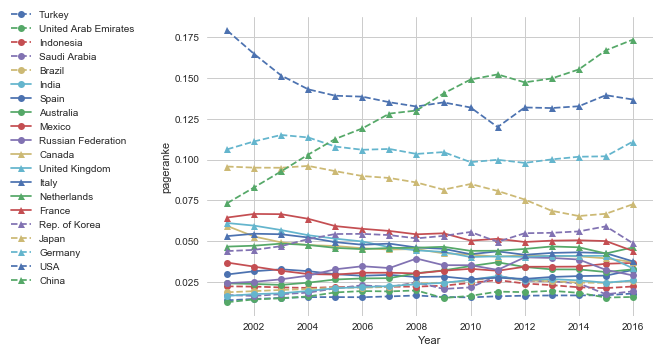 Turkey
United Arab Emirates
Indonesia
Saudi Arabia
Brazil
India
Spain
Australia
Mexico
Russian Federation
Canada
United Kingdom
Italy
Netherlands
France
Rep. of Korea
Japan
Germany
USA
China
pageranke
0.175
0.150
0.125
0.100
0.075
0.050
0.025
2002 2004 2006 2008 2010 2012 2014 2016
Year